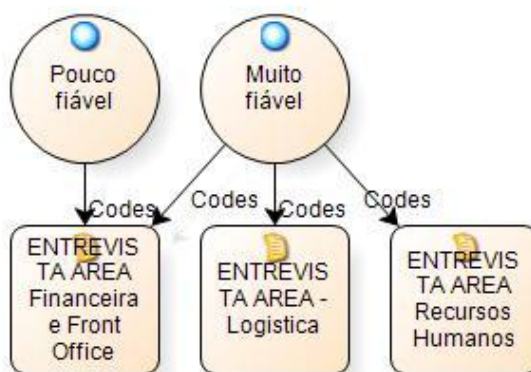 Pouco
fiável
Muito
fiável
Codes
Codes
Codes
Codes
ENTREVIS
TA AREA
Financeira
e Front
Office
ENTREVIS
TA AREA -
Logistica
ENTREVIS
TA AREA
Recursos
Humanos